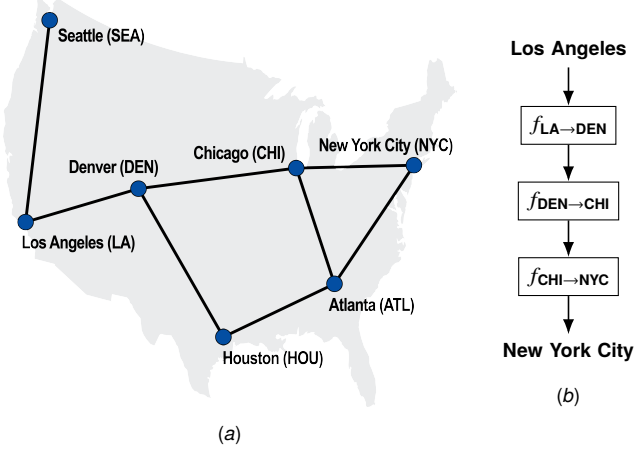 Seattle (SEA)
Denver (DEN)
Chicago (CHI)
New York City (NYC)
Los Angeles (LA)
Atlanta (ATL)
Houston (HOU)
(a)
Los Angeles
fLA→DEN
fDEN→CHI
fCHI→NYC
New York City
(b)